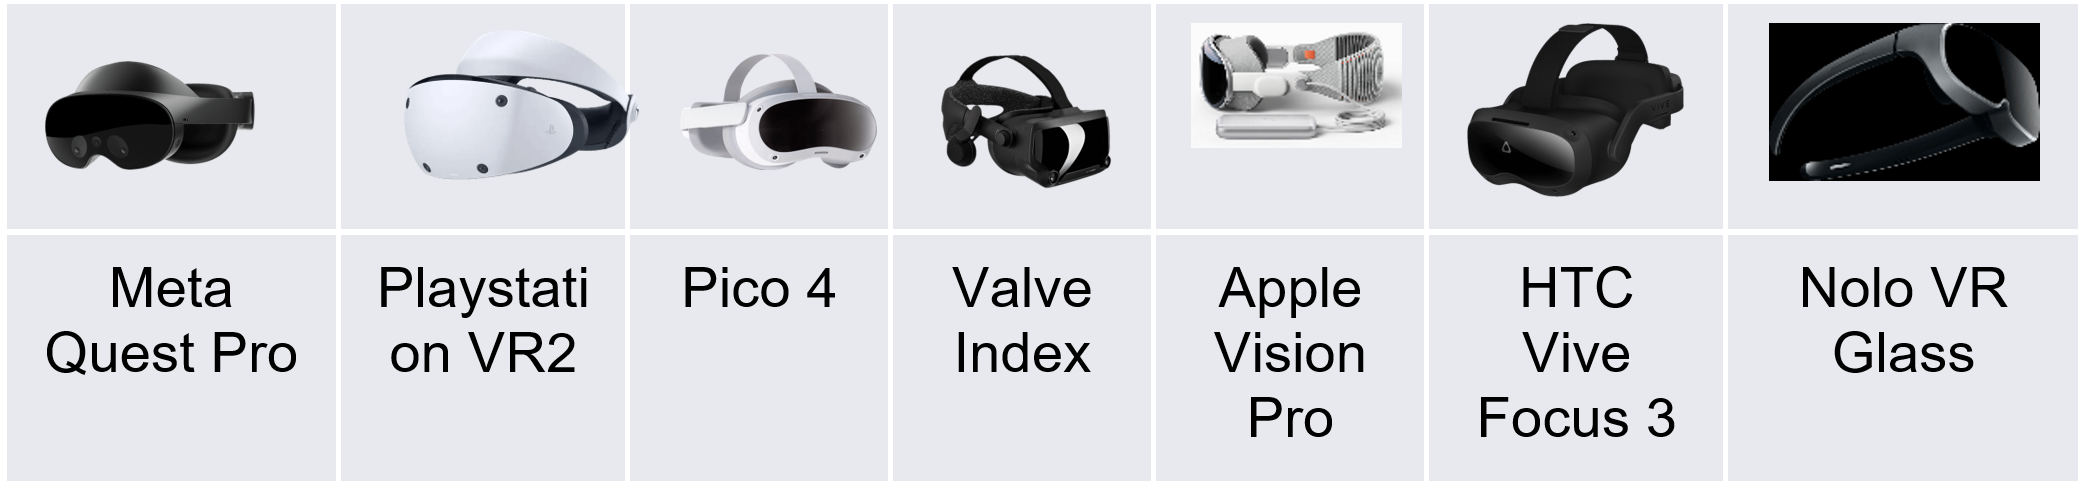 Meta
Quest Pro
Playstati
on VR2
Pico 4
Valve
Index
Apple
Vision
Pro
HTC
Vive
Focus 3
Nolo VR
Glass
VIVE